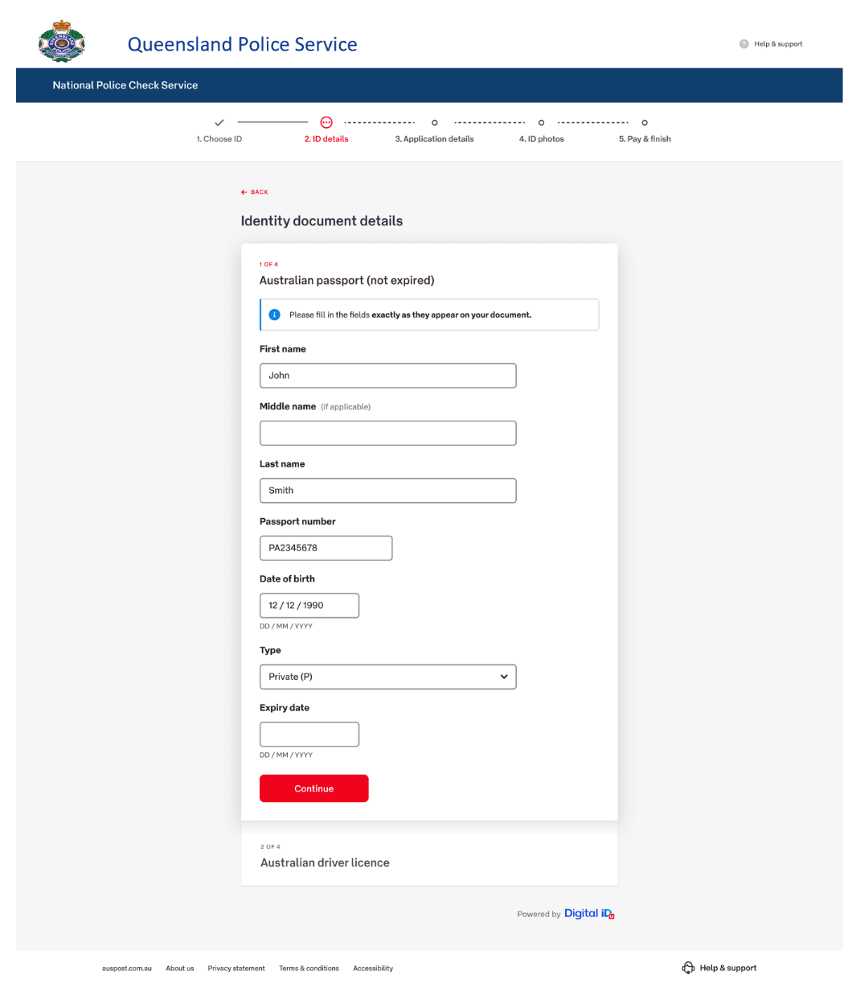 Queensland Police Service
Help & support
National Police Check Service
1. Choose ID
2. ID details
3. Application details
4. ID photos
5. Pay & finish
← BACK
Identity document details
1 OF 4
Australian passport (not expired)
Please fill in the fields exactly as they appear on your document.
First name
John
Middle name (if applicable)
Last name
Smith
Passport number
PA2345678
Date of birth
12 / 12 / 1990
DD / MM / YYYY
Type
Private (P)
Expiry date
DD / MM / YYYY
Continue
2 OF 4
Australian driver licence
Powered by Digital iD
auspost.com.au About us Privacy statement Terms & conditions Accessibility
Help & support